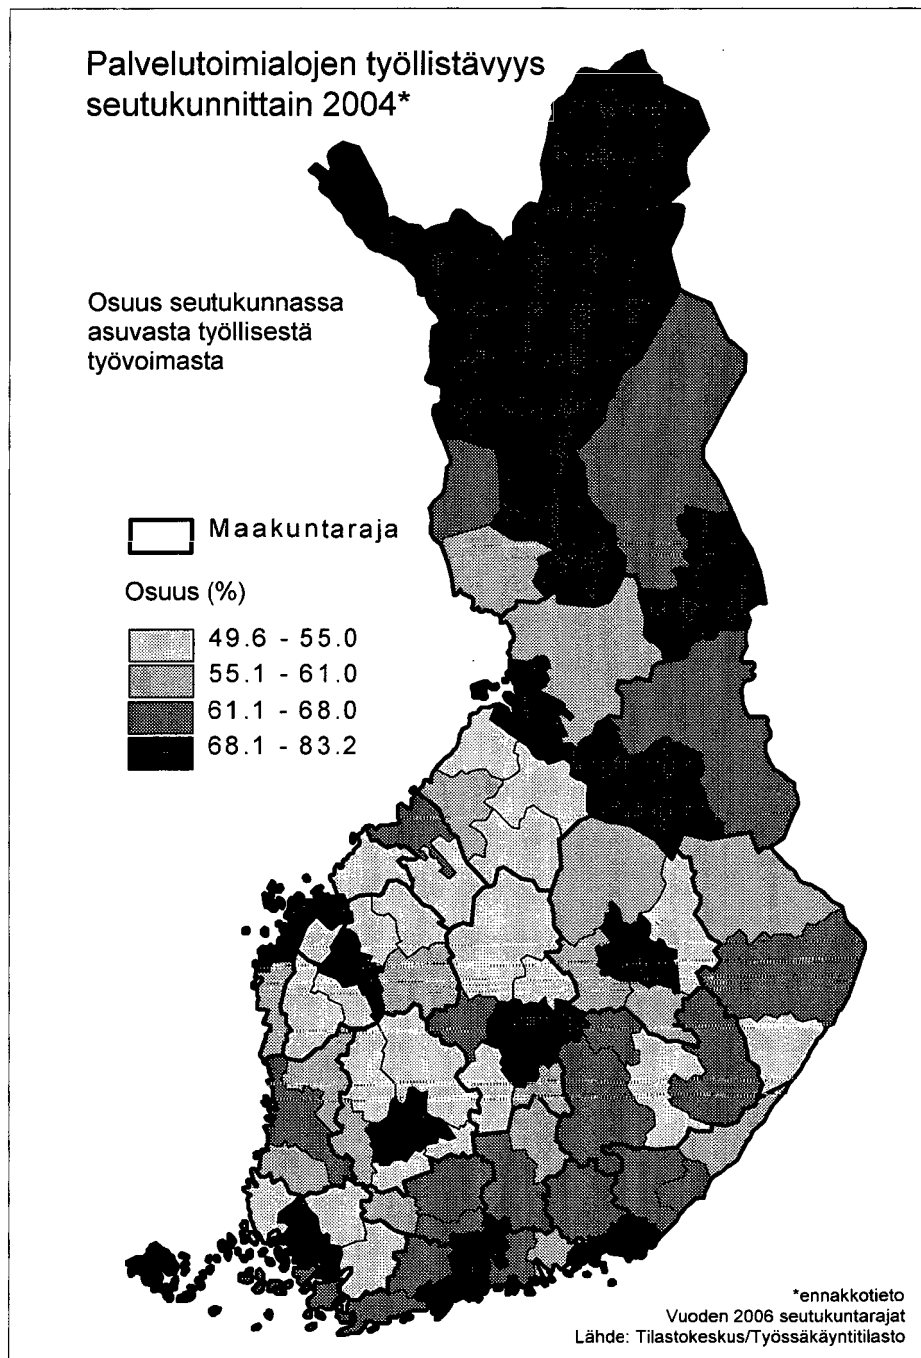 Palvelutoimialojen työllistävyys
seutukunnittain 2004*
Osuus seutukunnassa
asuvasta työllisestä
työvoimasta
Maakuntaraja
Osuus (%)
49.6 - 55.0
55.1 - 61.0
61.1 - 68.0
68.1 - 83.2
*ennakkotieto
Vuoden 2006 seutukuntarajat
Lähde: Tilastokeskus/Työssäkäyntitilasto